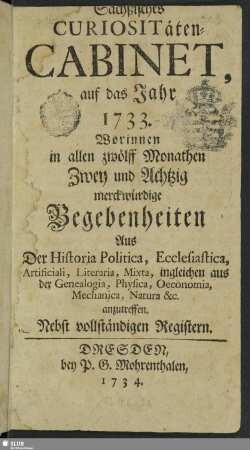 Sächsisches
CURIOSITäten-
CABINET,
auf das Jahr
1733.
Worinnen
in allen zwölff Monathen
Zwey und Achtzig
merckwürdige
Begebenheiten
Aus
Der Historia Politica, Ecclesiastica,
Artificiali, Literaria, Mixta, ingleichen aus
der Genealogia, Physica, Oeconomia,
Mechanica, Natura &c.
anzutreffen.
Nebst vollständigen Registern.
DRESDEN,
bey P. G. Mohrenthalen,
1734.
SLUB